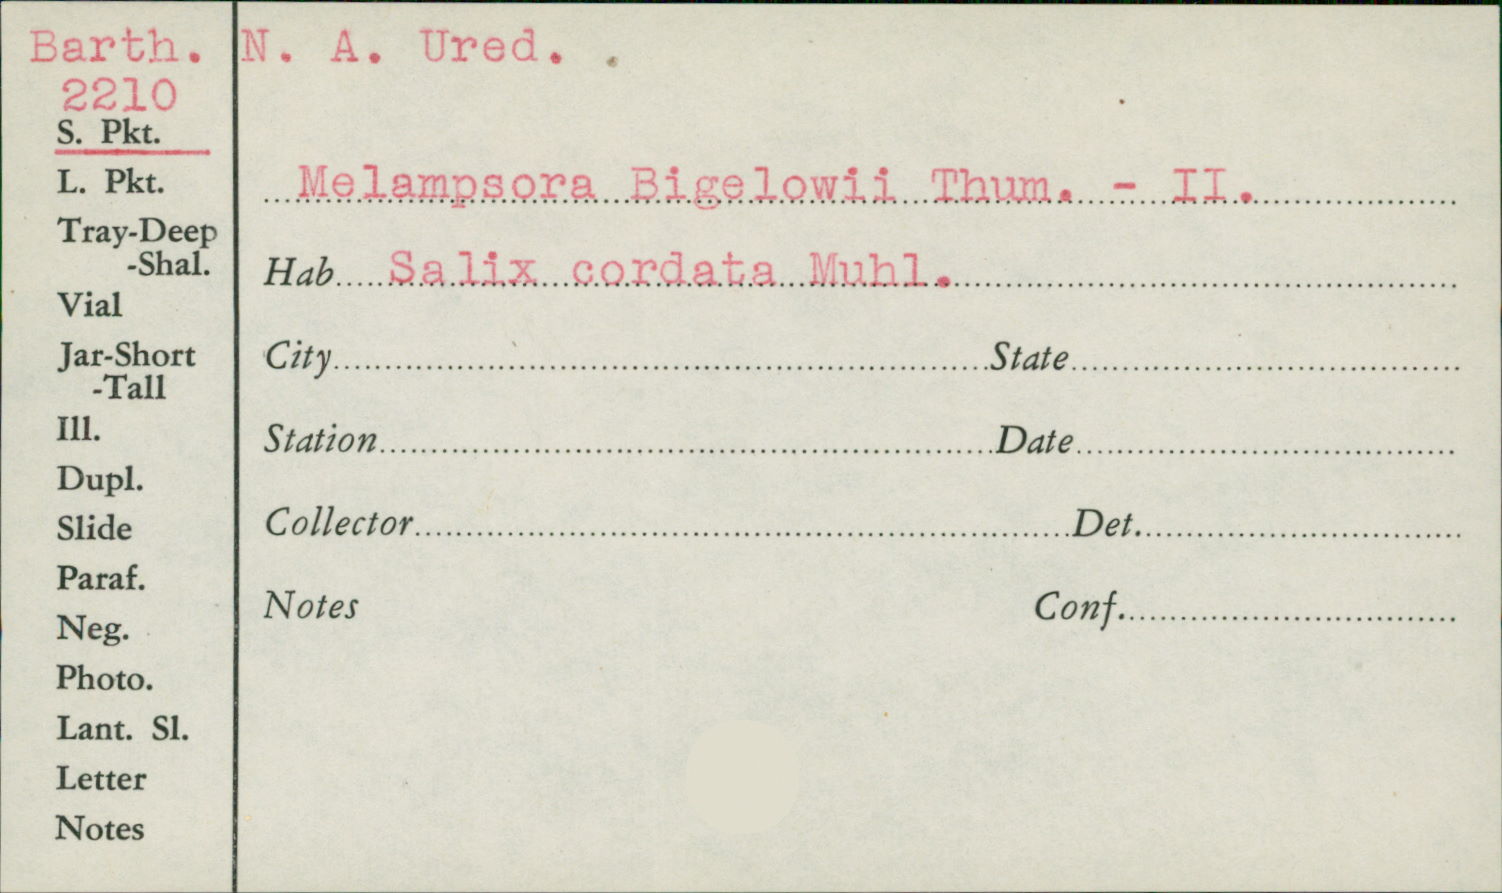 Barth. N. A. Ured.
2210
S. Pkt.
L. Pkt.
Tray-Deep
-Shal.
Vial
Jar-Short
-Tall
Ill.
Dupl.
Slide
Paraf.
Neg.
Photo.
Lant. Sl.
Letter
Notes
Melampsora Bigelowii Thum. - II.
Hab Salix cordata Muhl.
City State
Station Date
Collector Det.
Notes Conf.